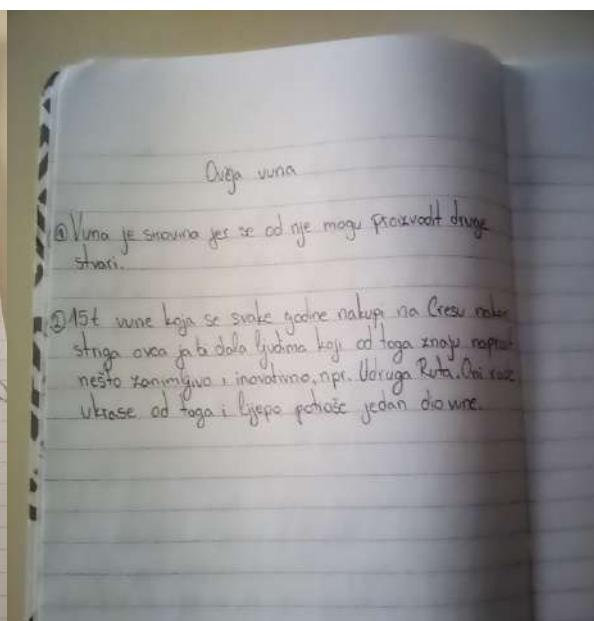 Ovčja vuna
① Vuna je sirovina jer se od nje mogu proizvodit druge
stvari.
② 15t vune koja se svake godine nakupi na Cresu nakon
striga ovca ja bi dala ljudima koji od toga znaju napravit
nešto zanimljivo i inovativno, npr. Udruga Ruta. Oni rade
ukrase od toga i lijepo potroše jedan dio vune.